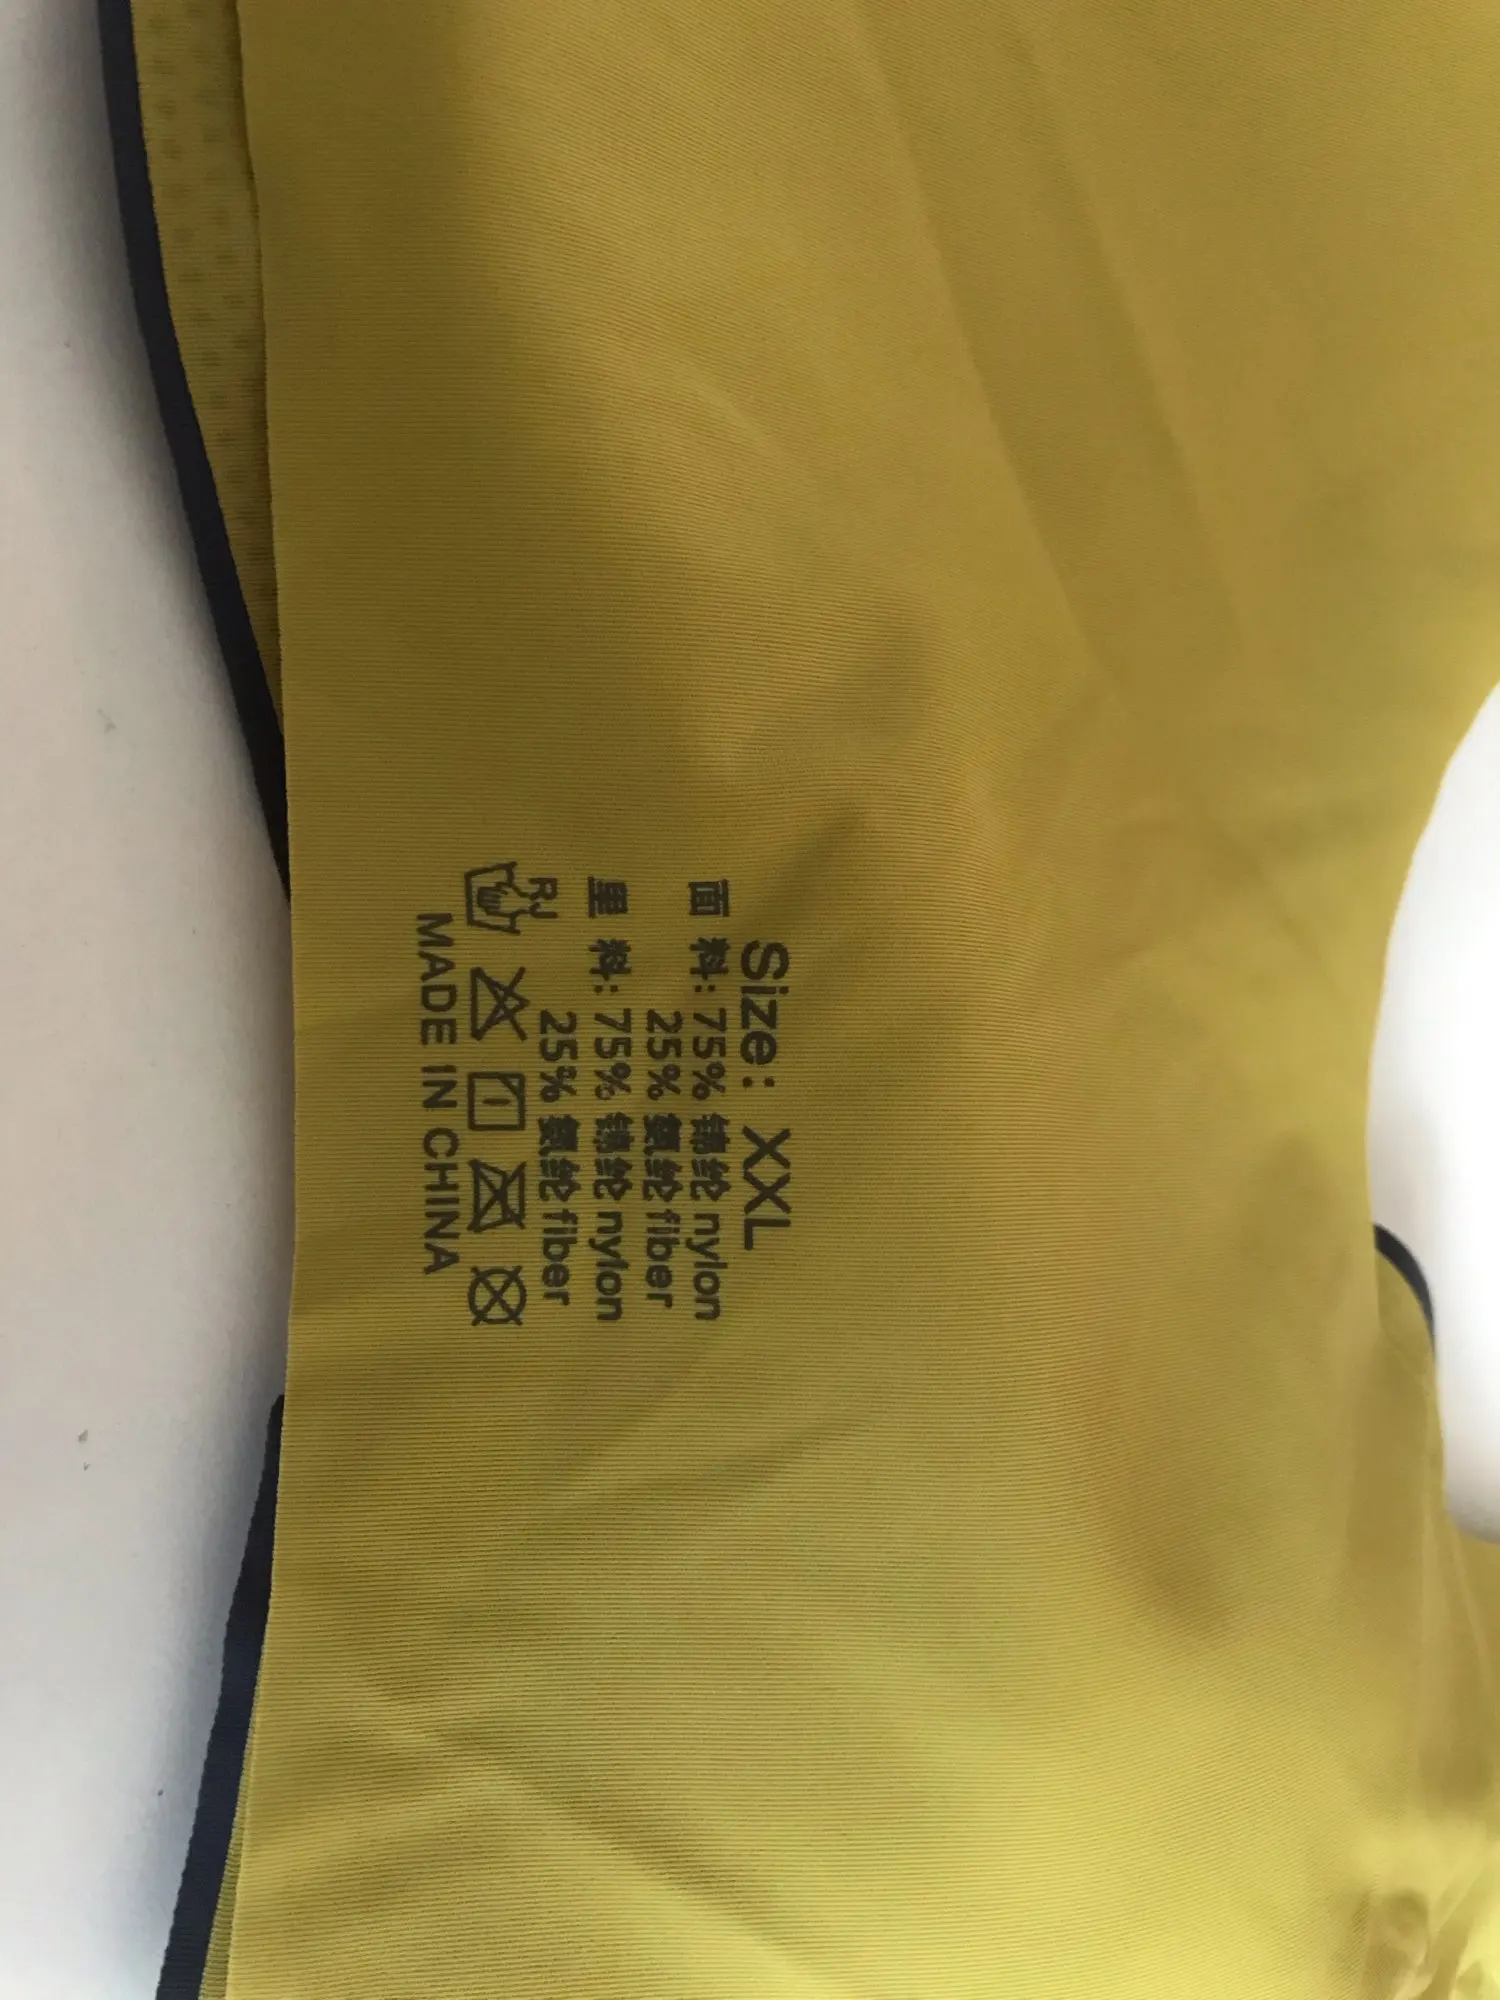 Size: XXL
面 料: 75% 锦纶 nylon
25% 氨纶 fiber
里 料: 75% 锦纶 nylon
RJ 25% 氨纶 fiber
MADE IN CHINA